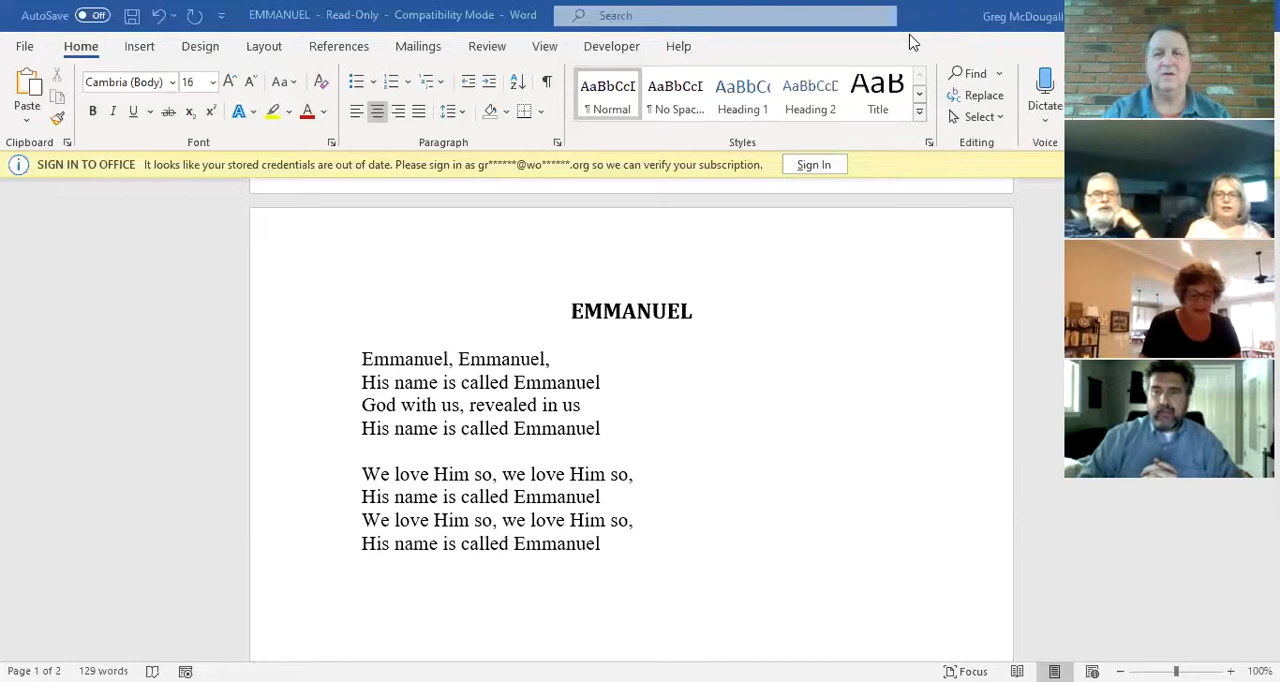 AutoSave Off EMMANUEL - Read-Only - Compatibility Mode - Word Search Greg McDougall
File Home Insert Design Layout References Mailings Review View Developer Help
Paste
Clipboard
Cambria (Body) 16
Font
Paragraph
AaBbCcI AaBbCcI AaBbCc AaBbCcI AaB
¶ Normal ¶ No Spac... Heading 1 Heading 2 Title
Styles
Find
Replace
Select
Editing
Dictate
Voice
SIGN IN TO OFFICE It looks like your stored credentials are out of date. Please sign in as gr******@wo******.org so we can verify your subscription. Sign In
EMMANUEL
Emmanuel, Emmanuel,
His name is called Emmanuel
God with us, revealed in us
His name is called Emmanuel
We love Him so, we love Him so,
His name is called Emmanuel
We love Him so, we love Him so,
His name is called Emmanuel
Page 1 of 2 129 words Focus 100%